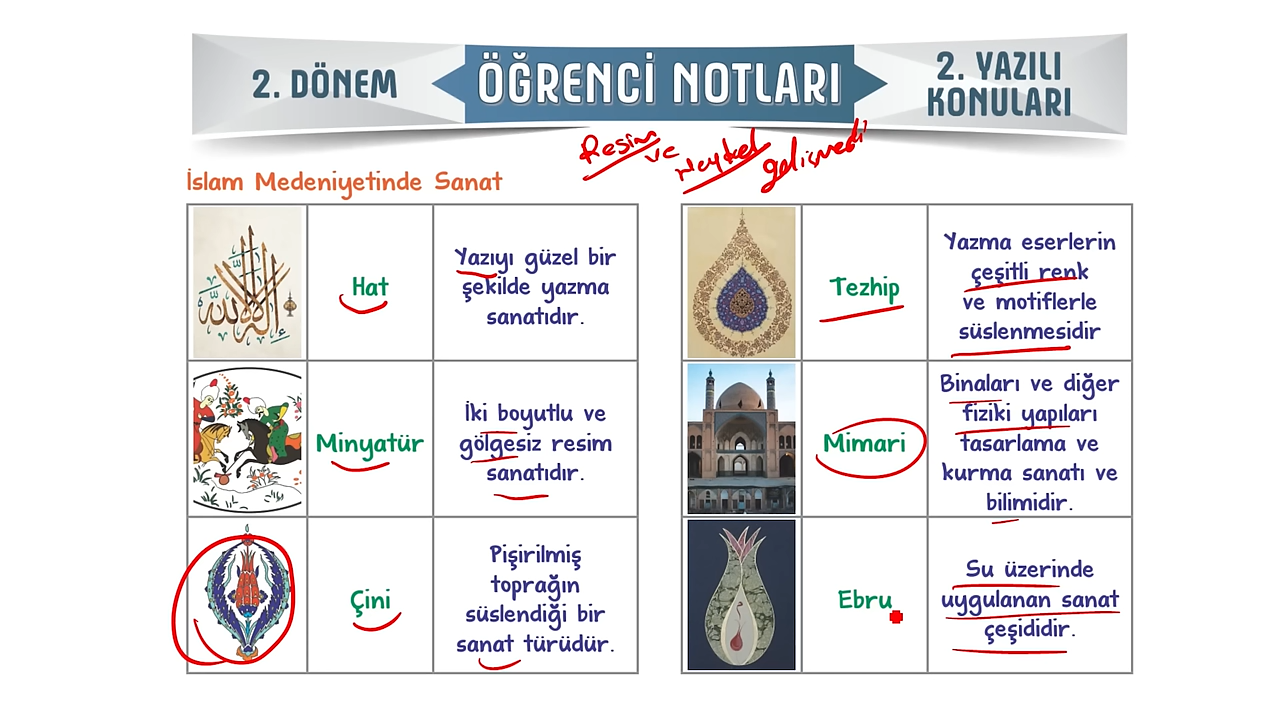 2. DÖNEM
ÖĞRENCİ NOTLARI
2. YAZILI
KONULARI
Resim ve Heykel gelişmedi
İslam Medeniyetinde Sanat
Hat
Yazıyı güzel bir
şekilde yazma
sanatıdır.
Minyatür
İki boyutlu ve
gölgesiz resim
sanatıdır.
Çini
Pişirilmiş
toprağın
süslendiği bir
sanat türüdür.
Tezhip
Yazma eserlerin
çeşitli renk
ve motiflerle
süslenmesidir
Mimari
Binaları ve diğer
fiziki yapıları
tasarlama ve
kurma sanatı ve
bilimidir.
Ebru
Su üzerinde
uygulanan sanat
çeşididir.